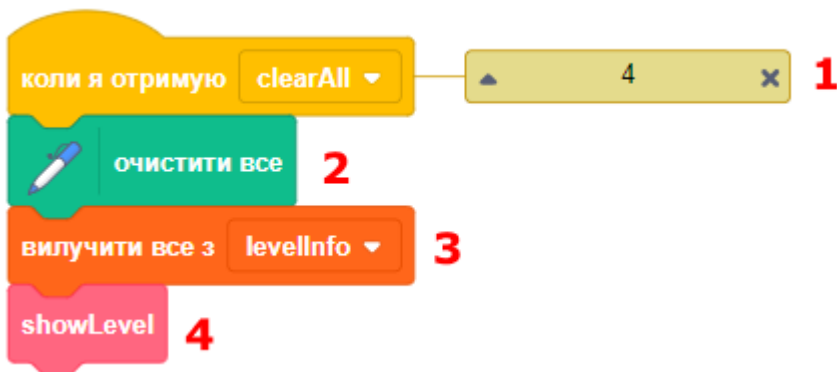 коли я отримую clearAll 4 1
очистити все 2
вилучити все з levelInfo 3
showLevel 4